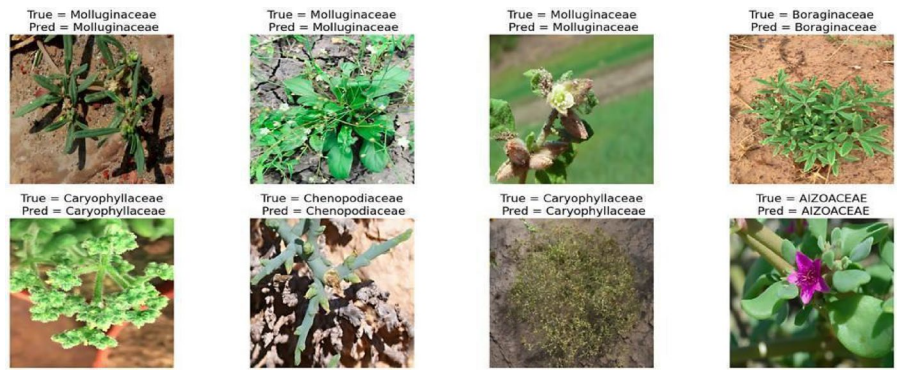 True = Molluginaceae
Pred = Molluginaceae
True = Molluginaceae
Pred = Molluginaceae
True = Molluginaceae
Pred = Molluginaceae
True = Boraginaceae
Pred = Boraginaceae
True = Caryophyllaceae
Pred = Caryophyllaceae
True = Chenopodiaceae
Pred = Chenopodiaceae
True = Caryophyllaceae
Pred = Caryophyllaceae
True = AIZOACEAE
Pred = AIZOACEAE